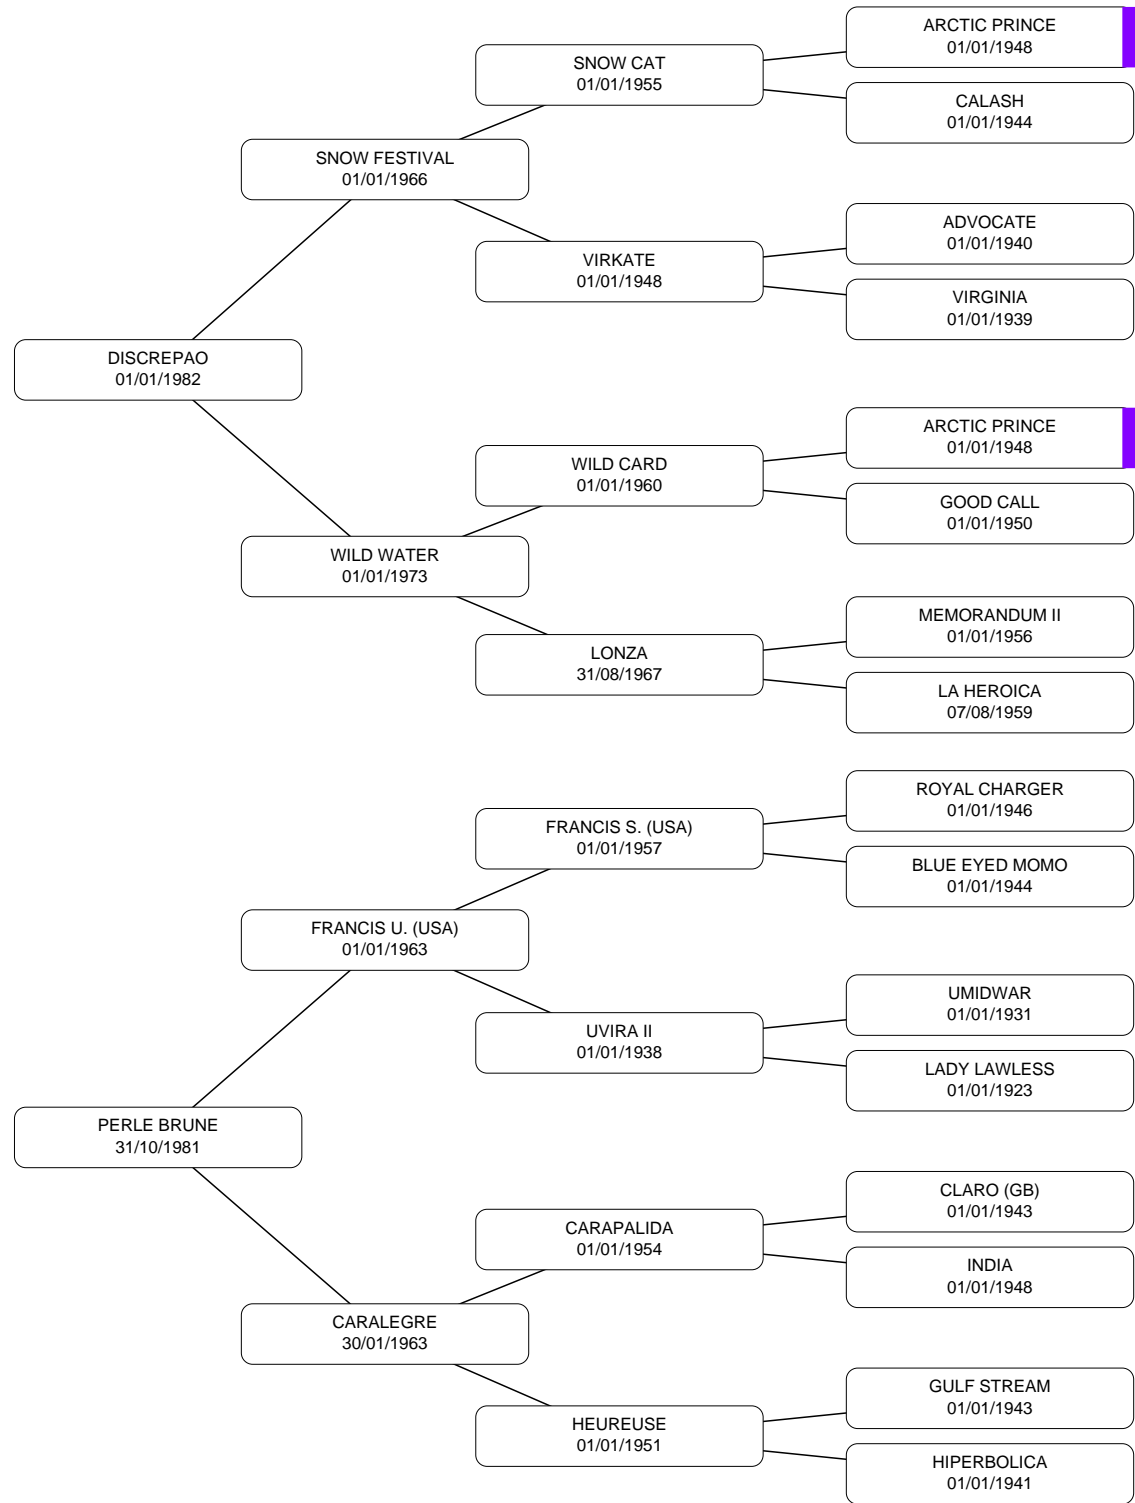 ARCTIC PRINCE
01/01/1948
SNOW CAT
01/01/1955
CALASH
01/01/1944
SNOW FESTIVAL
01/01/1966
ADVOCATE
01/01/1940
VIRKATE
01/01/1948
VIRGINIA
01/01/1939
DISCREPAO
01/01/1982
ARCTIC PRINCE
01/01/1948
WILD CARD
01/01/1960
GOOD CALL
01/01/1950
WILD WATER
01/01/1973
MEMORANDUM II
01/01/1956
LONZA
31/08/1967
LA HEROICA
07/08/1959
ROYAL CHARGER
01/01/1946
FRANCIS S. (USA)
01/01/1957
BLUE EYED MOMO
01/01/1944
FRANCIS U. (USA)
01/01/1963
UMIDWAR
01/01/1931
UVIRA II
01/01/1938
LADY LAWLESS
01/01/1923
PERLE BRUNE
31/10/1981
CLARO (GB)
01/01/1943
CARAPALIDA
01/01/1954
INDIA
01/01/1948
CARALEGRE
30/01/1963
GULF STREAM
01/01/1943
HEUREUSE
01/01/1951
HIPERBOLICA
01/01/1941